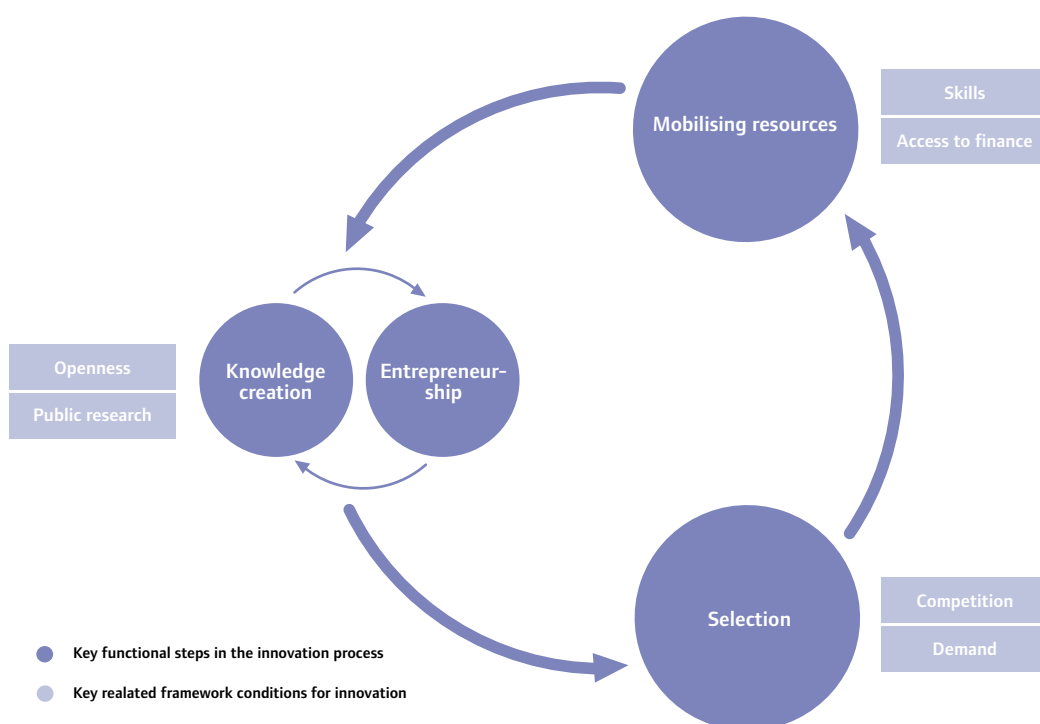 Mobilising resources
Skills
Access to finance
Openness
Public research
Knowledge
creation
Entrepreneur-
ship
Selection
Competition
Demand
Key functional steps in the innovation process
Key realated framework conditions for innovation